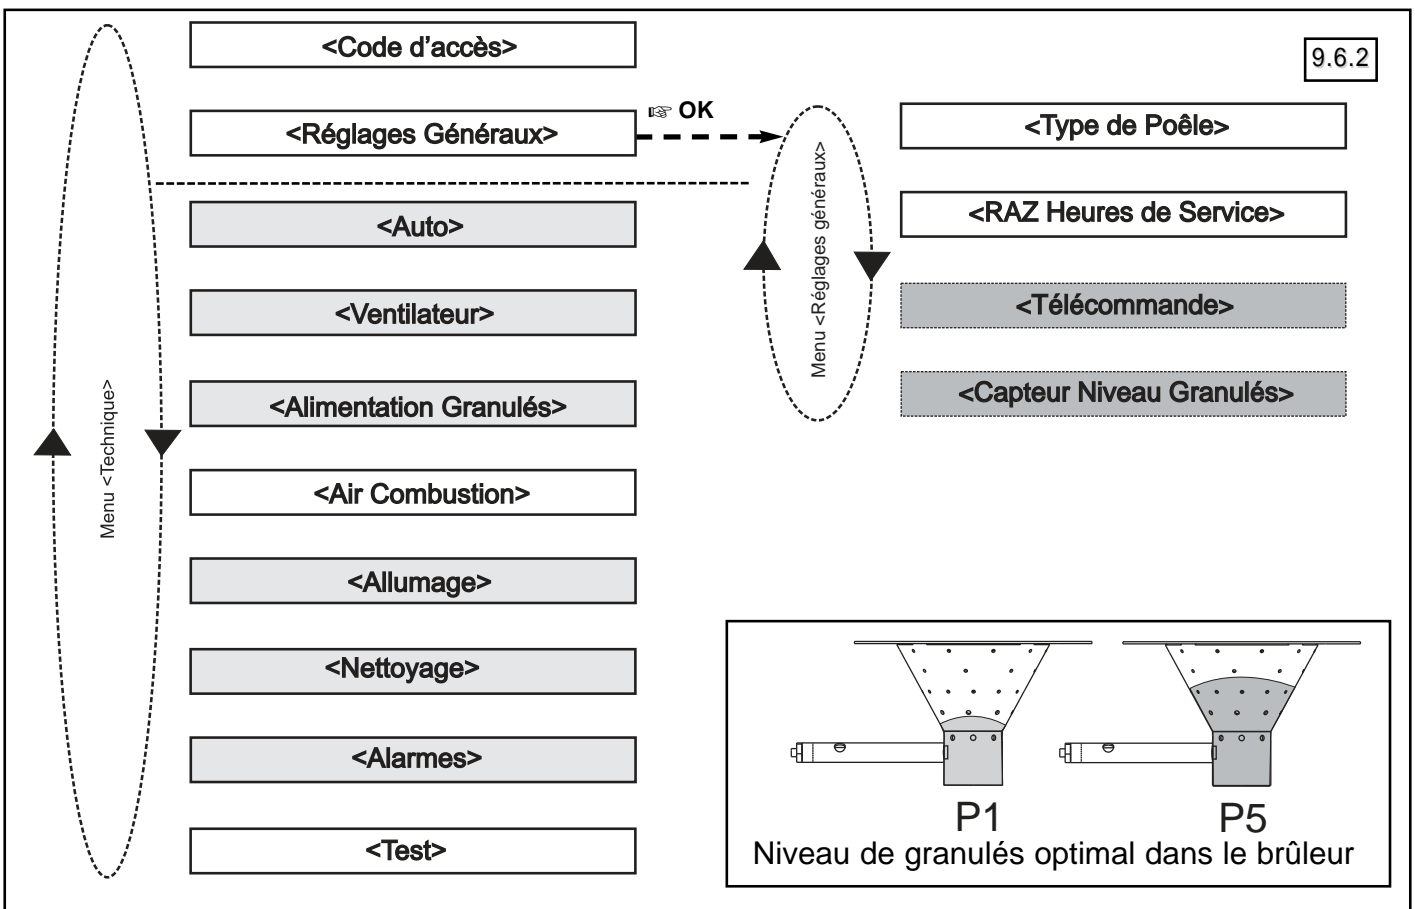 <Code d'accès>
9.6.2
☞ OK
<Réglages Généraux>
<Type de Poêle>
<Auto>
<RAZ Heures de Service>
<Ventilateur>
<Télécommande>
Menu <Réglages généraux>
<Alimentation Granulés>
<Capteur Niveau Granulés>
Menu <Technique>
<Air Combustion>
<Allumage>
<Nettoyage>
<Alarmes>
<Test>
P1
P5
Niveau de granulés optimal dans le brûleur